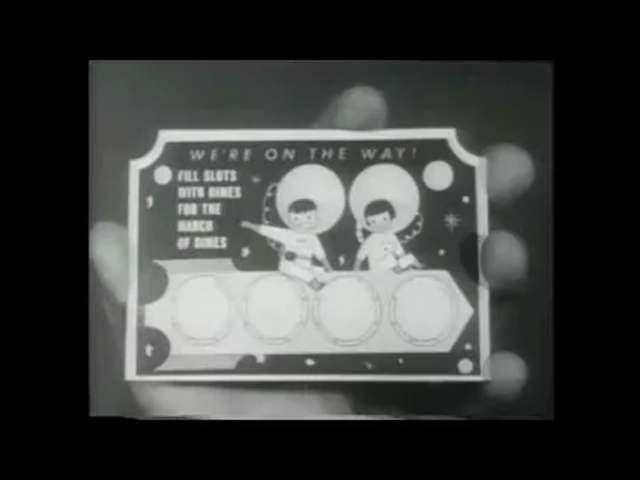 WE'RE ON THE WAY!
FILL SLOTS
WITH DIMES
FOR THE
MARCH
OF DIMES